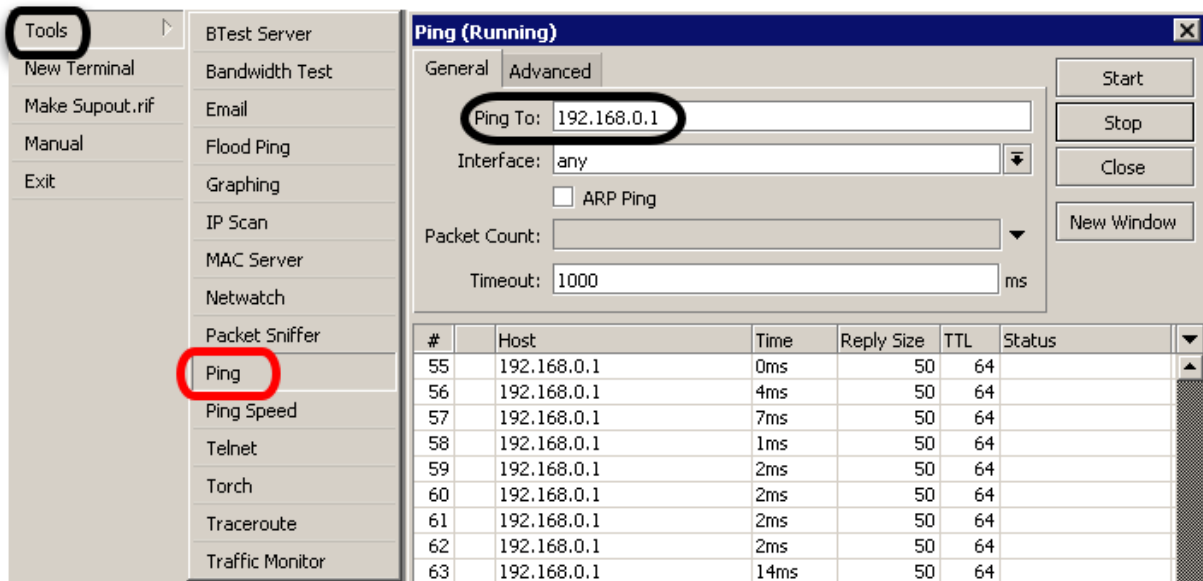 Tools
New Terminal
Make Supout.rif
Manual
Exit
BTest Server
Bandwidth Test
Email
Flood Ping
Graphing
IP Scan
MAC Server
Netwatch
Packet Sniffer
Ping
Ping Speed
Telnet
Torch
Traceroute
Traffic Monitor
Ping (Running)
General Advanced
Ping To: 192.168.0.1
Interface: any
ARP Ping
Packet Count:
Timeout: 1000 ms
Start
Stop
Close
New Window
# Host Time Reply Size TTL Status
55 192.168.0.1 0ms 50 64
56 192.168.0.1 4ms 50 64
57 192.168.0.1 7ms 50 64
58 192.168.0.1 1ms 50 64
59 192.168.0.1 2ms 50 64
60 192.168.0.1 2ms 50 64
61 192.168.0.1 2ms 50 64
62 192.168.0.1 2ms 50 64
63 192.168.0.1 14ms 50 64